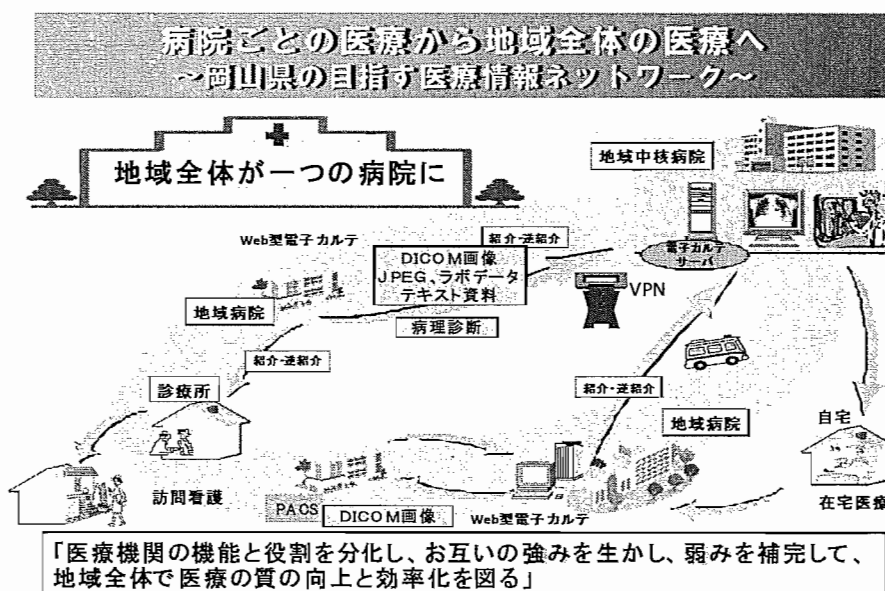 病院ごとの医療から地域全体の医療へ
～岡山県の目指す医療情報ネットワーク～
地域全体が一つの病院に
地域中核病院
Web型電子カルテ
紹介・逆紹介
電子カルテ
サーバ
DICOM画像
JPEG、ラボデータ
テキスト資料
VPN
地域病院
病理診断
紹介・逆紹介
紹介・逆紹介
診療所
地域病院
自宅
訪問看護
PACS
DICOM画像
Web型電子カルテ
在宅医療
「医療機関の機能と役割を分化し、お互いの強みを生かし、弱みを補完して、
地域全体で医療の質の向上と効率化を図る」